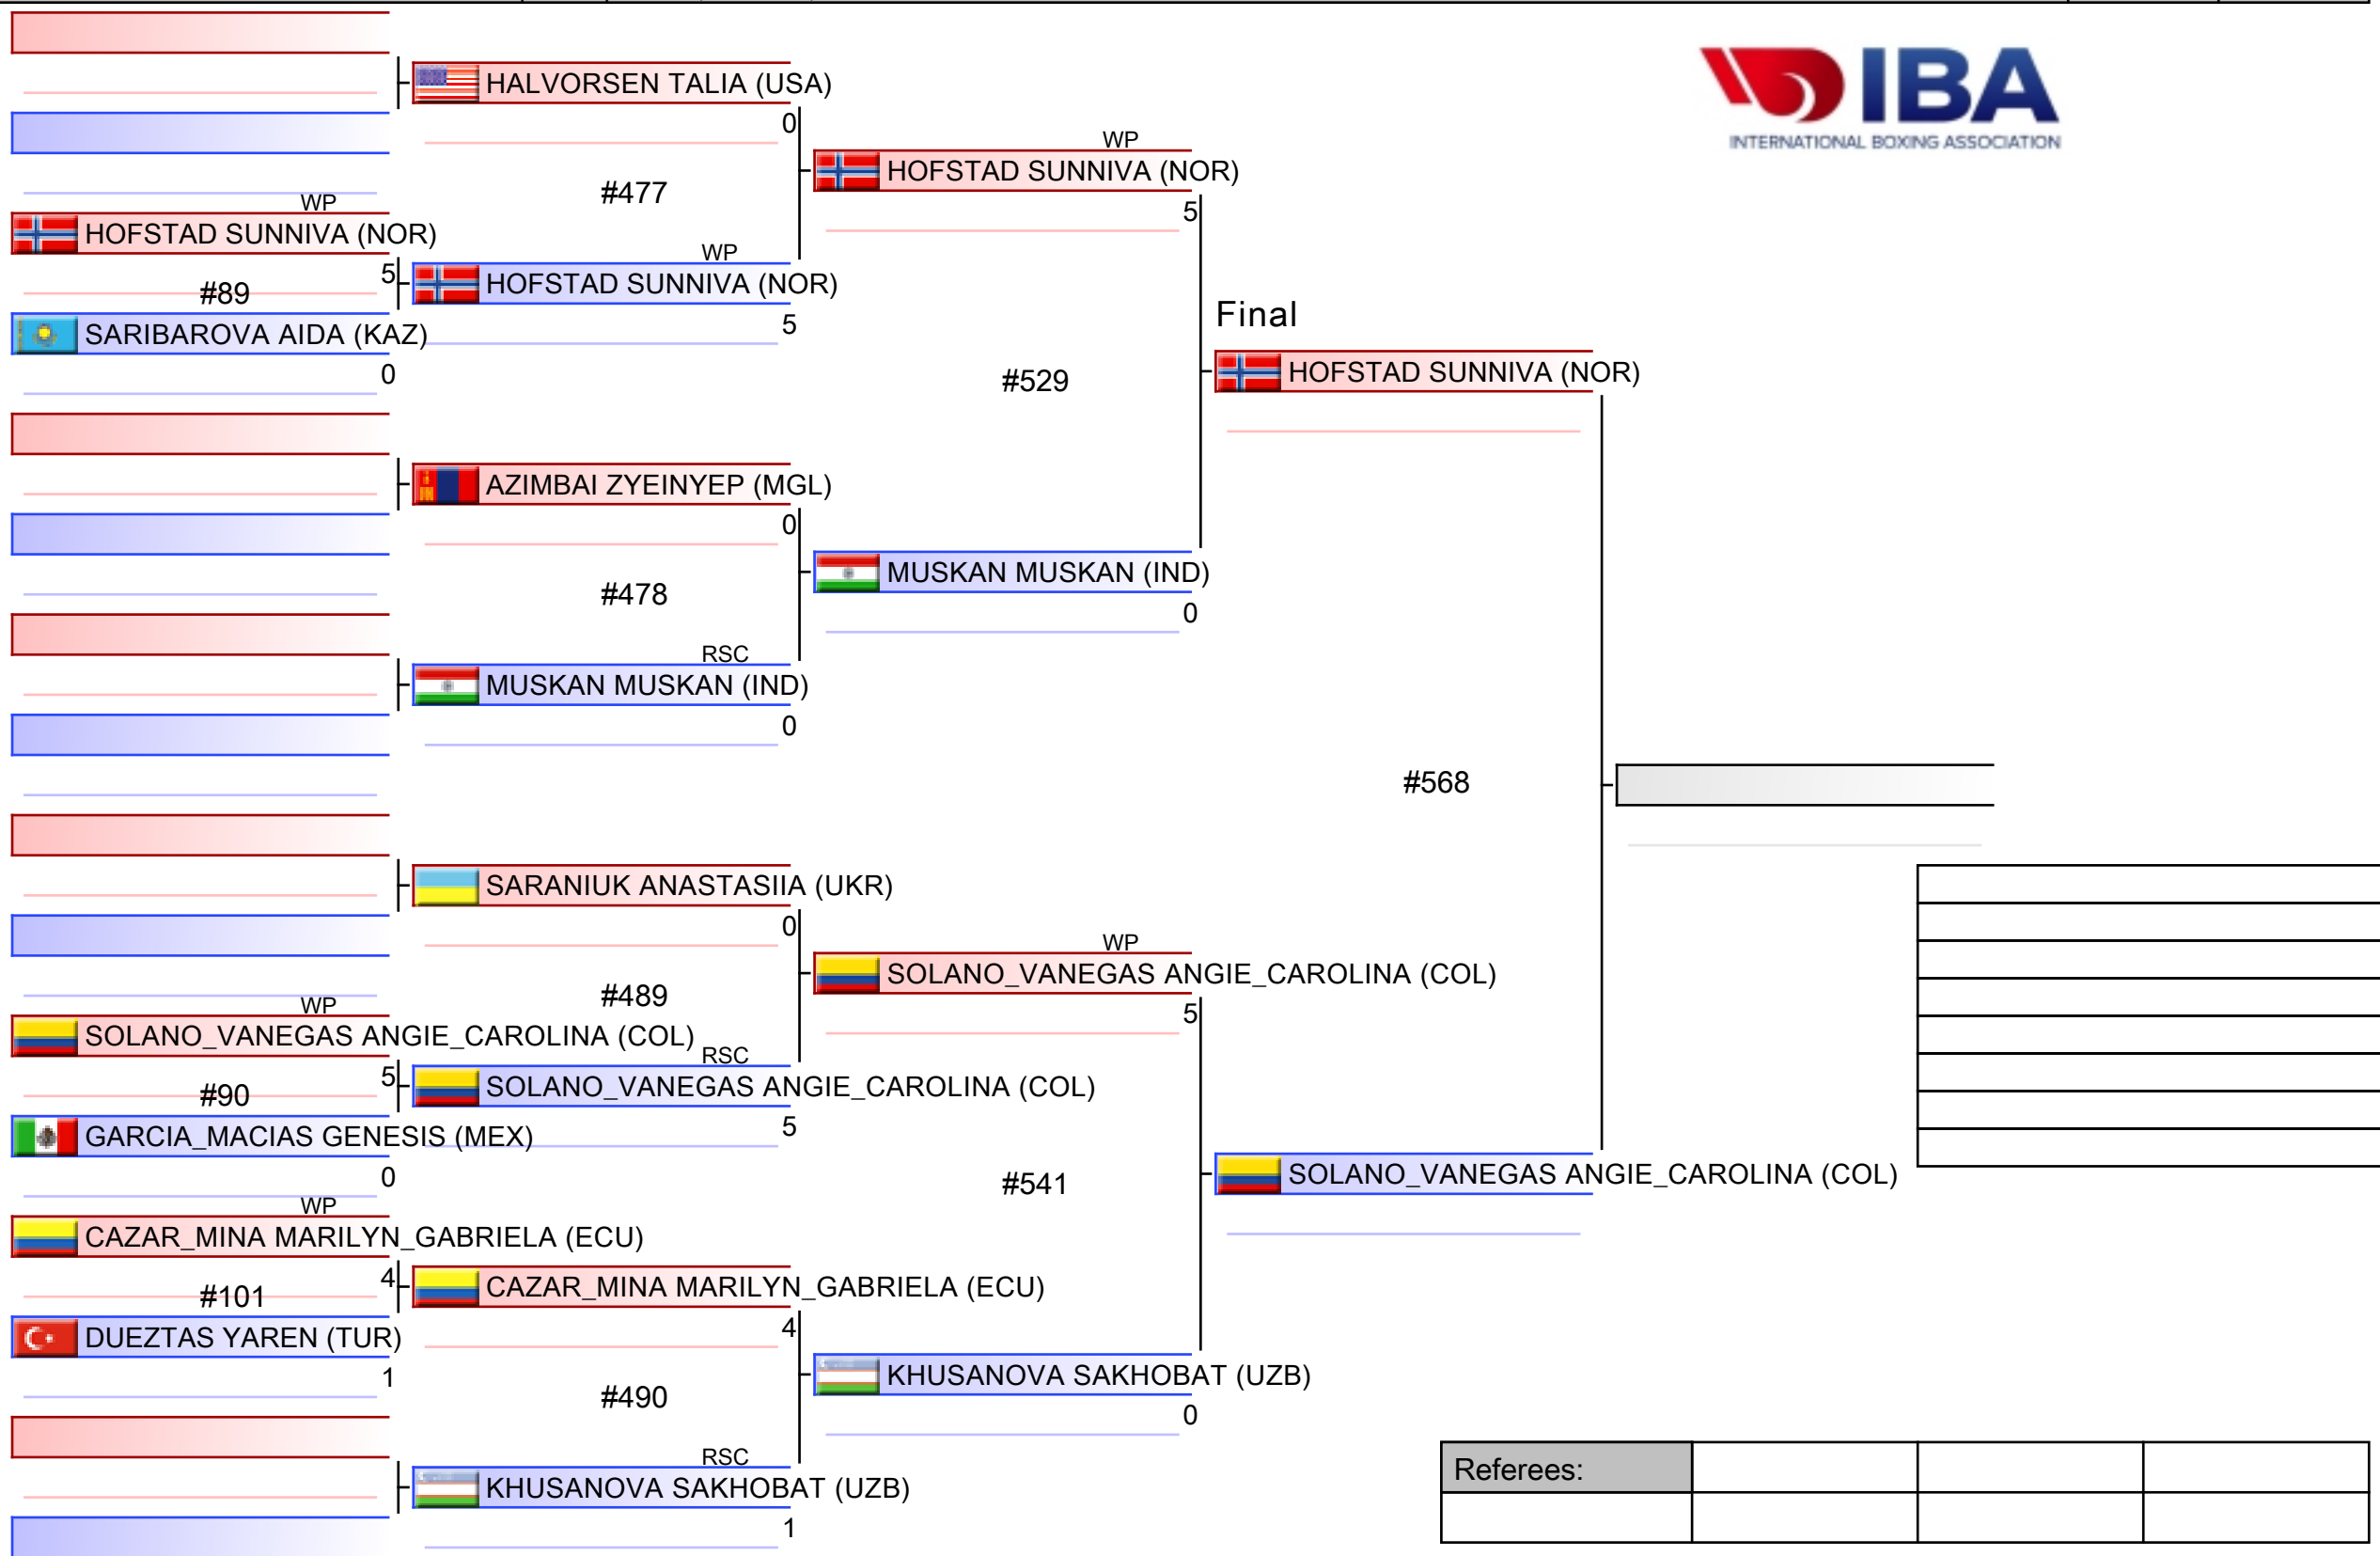 IBA
INTERNATIONAL BOXING ASSOCIATION
HALVORSEN TALIA (USA)
0
WP
HOFSTAD SUNNIVA (NOR)
#477
5
WP
HOFSTAD SUNNIVA (NOR)
WP
#89
5
HOFSTAD SUNNIVA (NOR)
Final
SARIBAROVA AIDA (KAZ)
5
0
HOFSTAD SUNNIVA (NOR)
#529
AZIMBAI ZYEINYEP (MGL)
0
MUSKAN MUSKAN (IND)
#478
0
RSC
MUSKAN MUSKAN (IND)
0
#568
SARANIUK ANASTASIIA (UKR)
0
WP
SOLANO_VANEGAS ANGIE_CAROLINA (COL)
#489
WP
5
SOLANO_VANEGAS ANGIE_CAROLINA (COL)
RSC
#90
5
SOLANO_VANEGAS ANGIE_CAROLINA (COL)
GARCIA_MACIAS GENESIS (MEX)
5
0
#541
SOLANO_VANEGAS ANGIE_CAROLINA (COL)
WP
CAZAR_MINA MARILYN_GABRIELA (ECU)
#101
4
CAZAR_MINA MARILYN_GABRIELA (ECU)
DUEZTAS YAREN (TUR)
4
1
KHUSANOVA SAKHOBAT (UZB)
#490
0
RSC
KHUSANOVA SAKHOBAT (UZB)
1
Referees: